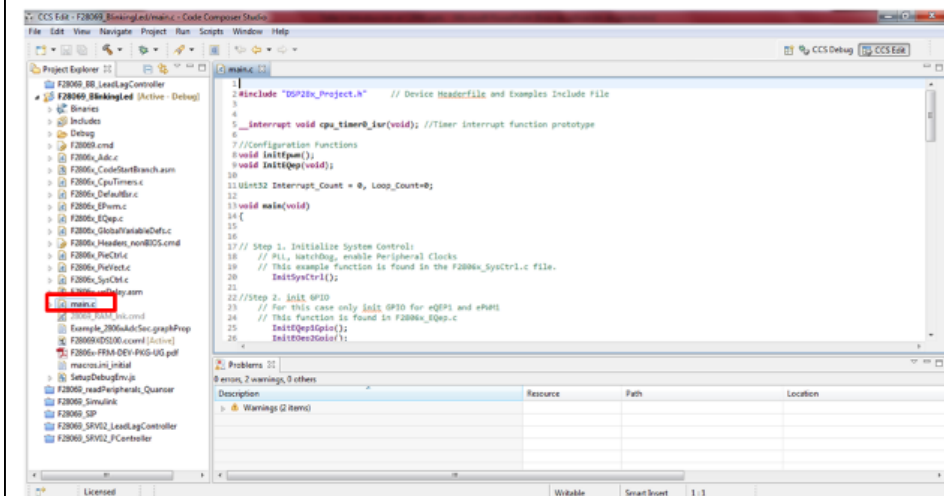 CCS Edit - F28069_BlinkingLed/main.c - Code Composer Studio
File Edit View Navigate Project Run Scripts Window Help
CCS Debug CCS Edit
Project Explorer
main.c
F28069_BB_LeadLagController
F28069_BlinkingLed [Active - Debug]
Binaries
Includes
Debug
F28069.cmd
F2806x_Adc.c
F2806x_CodeStartBranch.asm
F2806x_CpuTimers.c
F2806x_DefaultIsr.c
F2806x_EPwm.c
F2806x_EQep.c
F2806x_GlobalVariableDefs.c
F2806x_Headers_nonBIOS.cmd
F2806x_PieCtrl.c
F2806x_PieVect.c
F2806x_SysCtrl.c
F2806x_usDelay.asm
main.c
28069_RAM_lnk.cmd
Example_2806xAdcSoc.graphProp
F28069XDS100.ccxml [Active]
F2806x-FRM-DEV-PKG-UG.pdf
macros.ini_initial
SetupDebugEnv.js
F28069_readPeripherals_Quanser
F28069_Simulink
F28069_SIP
F28069_SRV02_LeadLagController
F28069_SRV02_PController
1
2 #include "DSP28x_Project.h" // Device Headerfile and Examples Include File
3
4
5 __interrupt void cpu_timer0_isr(void); //Timer interrupt function prototype
6
7 //Configuration Functions
8 void initEpwm();
9 void InitEQep(void);
10
11 Uint32 Interrupt_Count = 0, Loop_Count=0;
12
13 void main(void)
14 {
15
16
17 // Step 1. Initialize System Control:
18 // PLL, WatchDog, enable Peripheral Clocks
19 // This example function is found in the F2806x_SysCtrl.c file.
20 InitSysCtrl();
21
22 //Step 2. init GPIO
23 // For this case only init GPIO for eQEP1 and ePWM1
24 // This function is found in F2806x_EQep.c
25 InitEQep1Gpio();
26 InitEQep2Gpio();
Problems
0 errors, 2 warnings, 0 others
Description Resource Path Location
Warnings (2 items)
Licensed Writable Smart Insert 1 : 1